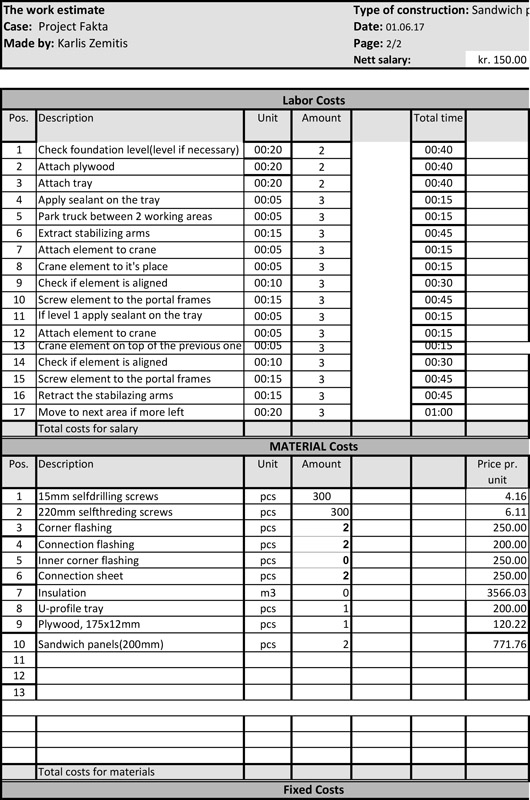 The work estimate Type of construction: Sandwich p
Case: Project Fakta Date: 01.06.17
Made by: Karlis Zemitis Page: 2/2
Nett salary: kr. 150.00
Labor Costs
Pos. Description Unit Amount Total time
1 Check foundation level(level if necessary) 00:20 2 00:40
2 Attach plywood 00:20 2 00:40
3 Attach tray 00:20 2 00:40
4 Apply sealant on the tray 00:05 3 00:15
5 Park truck between 2 working areas 00:05 3 00:15
6 Extract stabilizing arms 00:15 3 00:45
7 Attach element to crane 00:05 3 00:15
8 Crane element to it's place 00:05 3 00:15
9 Check if element is aligned 00:10 3 00:30
10 Screw element to the portal frames 00:15 3 00:45
11 If level 1 apply sealant on the tray 00:05 3 00:15
12 Attach element to crane 00:05 3 00:15
13 Crane element on top of the previous one 00:05 3 00:15
14 Check if element is aligned 00:10 3 00:30
15 Screw element to the portal frames 00:15 3 00:45
16 Retract the stabilazing arms 00:15 3 00:45
17 Move to next area if more left 00:20 3 01:00
Total costs for salary
MATERIAL Costs
Pos. Description Unit Amount Price pr.
unit
1 15mm selfdrilling screws pcs 300 4.16
2 220mm selfthreding screws pcs 300 6.11
3 Corner flashing pcs 2 250.00
4 Connection flashing pcs 2 200.00
5 Inner corner flashing pcs 0 250.00
6 Connection sheet pcs 2 250.00
7 Insulation m3 0 3566.03
8 U-profile tray pcs 1 200.00
9 Plywood, 175x12mm pcs 1 120.22
10 Sandwich panels(200mm) pcs 2 771.76
11
12
13
Total costs for materials
Fixed Costs